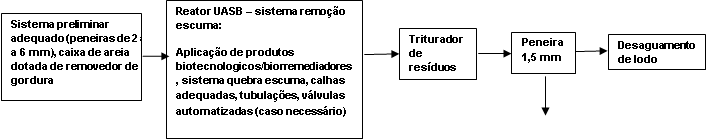 Sistema preliminar
adequado (peneiras de 2 a
a 6 mm), caixa de areia
dotada de removedor de
gordura
Reator UASB – sistema remoção
escuma:
Aplicação de produtos
biotecnologicos/biorremediadores
, sistema quebra escuma, calhas
adequadas, tubulações, válvulas
automatizadas (caso necessário)
Triturador
de
resíduos
Peneira
1,5 mm
Desaguamento
de lodo